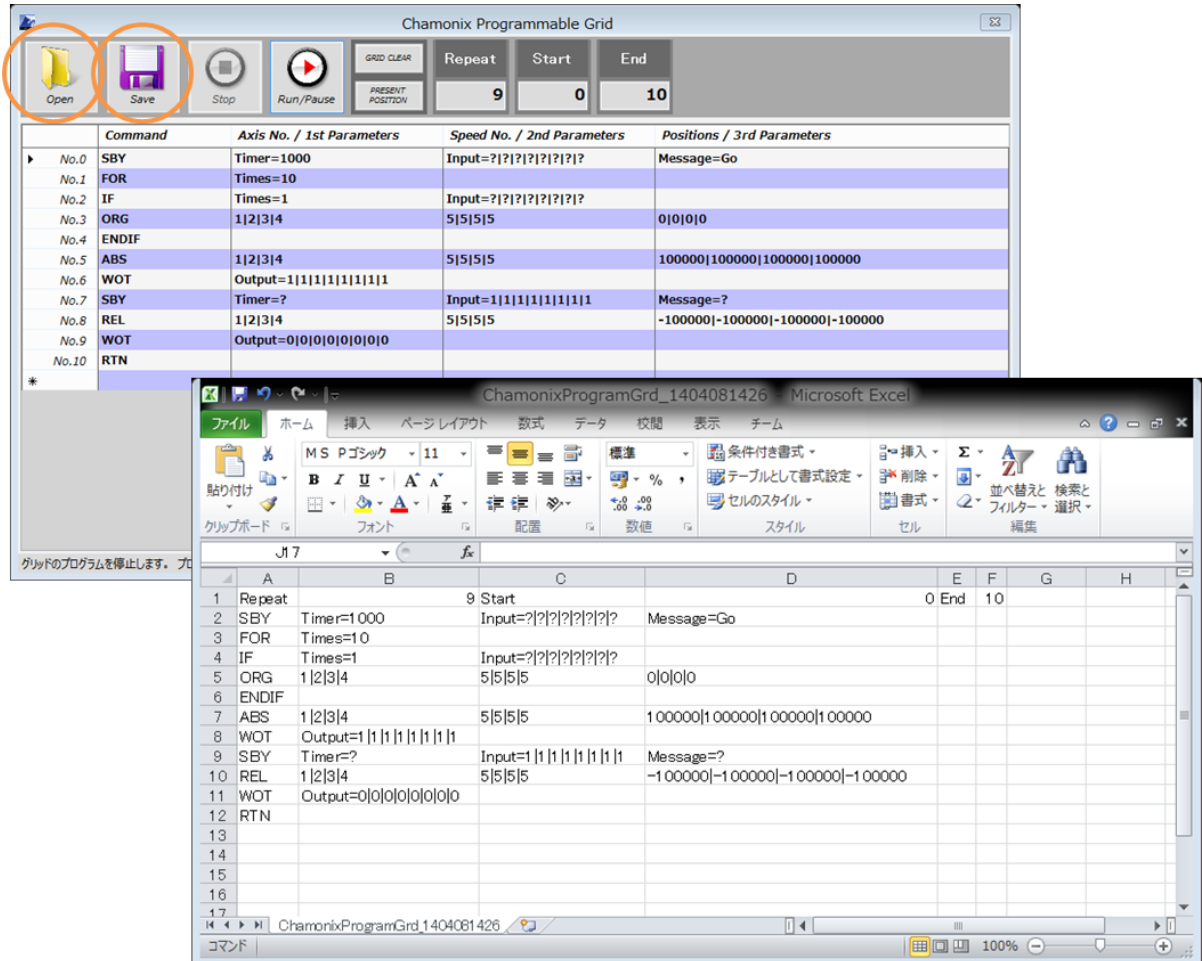 Chamonix Programmable Grid
Open
Save
Stop
Run/Pause
GRID CLEAR
PRESENT POSITION
Repeat Start End
9 0 10
Command Axis No. / 1st Parameters Speed No. / 2nd Parameters Positions / 3rd Parameters
No.0 SBY Timer=1000 Input=?|?|?|?|?|?|?|? Message=Go
No.1 FOR Times=10
No.2 IF Times=1 Input=?|?|?|?|?|?|?|?
No.3 ORG 1|2|3|4 5|5|5|5 0|0|0|0
No.4 ENDIF
No.5 ABS 1|2|3|4 5|5|5|5 100000|100000|100000|100000
No.6 WOT Output=1|1|1|1|1|1|1|1
No.7 SBY Timer=? Input=1|1|1|1|1|1|1|1 Message=?
No.8 REL 1|2|3|4 5|5|5|5 -100000|-100000|-100000|-100000
No.9 WOT Output=0|0|0|0|0|0|0|0
No.10 RTN
*
グリッドのプログラムを停止します。 プロ
ChamonixProgramGrd_1404081426 - Microsoft Excel
ファイル ホーム 挿入 ページ レイアウト 数式 データ 校閲 表示 チーム
貼り付け
MS Pゴシック 11
B I U A A
標準
% ,
条件付き書式
テーブルとして書式設定
セルのスタイル
挿入
削除
書式
Σ
並べ替えと フィルター
検索と 選択
クリップボード フォント 配置 数値 スタイル セル 編集
J17 fx
A B C D E F G H
1 Repeat 9 Start 0 End 10
2 SBY Timer=1000 Input=?|?|?|?|?|?|?|? Message=Go
3 FOR Times=10
4 IF Times=1 Input=?|?|?|?|?|?|?|?
5 ORG 1|2|3|4 5|5|5|5 0|0|0|0
6 ENDIF
7 ABS 1|2|3|4 5|5|5|5 100000|100000|100000|100000
8 WOT Output=1|1|1|1|1|1|1|1
9 SBY Timer=? Input=1|1|1|1|1|1|1|1 Message=?
10 REL 1|2|3|4 5|5|5|5 -100000|-100000|-100000|-100000
11 WOT Output=0|0|0|0|0|0|0|0
12 RTN
13
14
15
16
17
ChamonixProgramGrd_1404081426
コマンド 100%